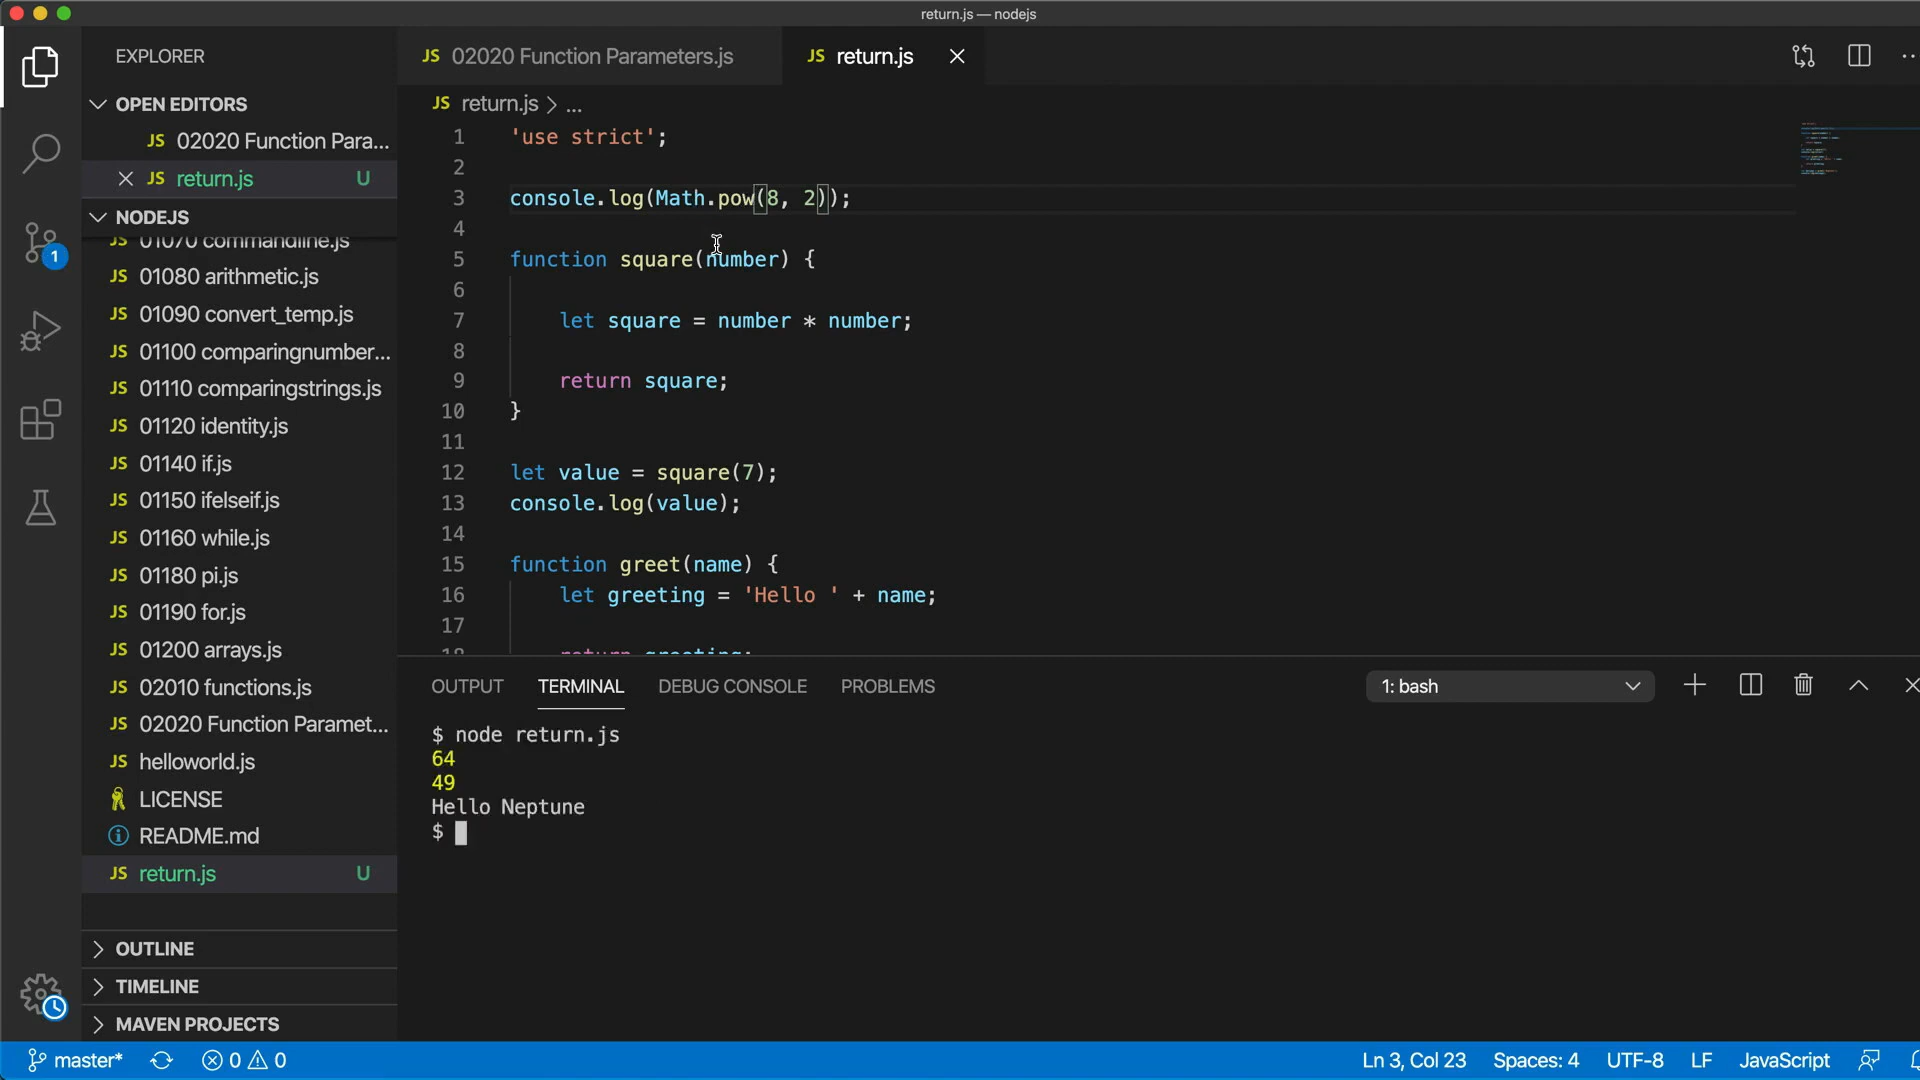 return.js — nodejs
EXPLORER
OPEN EDITORS
JS 02020 Function Para...
JS return.js U
NODEJS
JS 01070 commandline.js
JS 01080 arithmetic.js
JS 01090 convert_temp.js
JS 01100 comparingnumber...
JS 01110 comparingstrings.js
JS 01120 identity.js
JS 01140 if.js
JS 01150 ifelseif.js
JS 01160 while.js
JS 01180 pi.js
JS 01190 for.js
JS 01200 arrays.js
JS 02010 functions.js
JS 02020 Function Paramet...
JS helloworld.js
LICENSE
README.md
JS return.js U
OUTLINE
TIMELINE
MAVEN PROJECTS
1
JS 02020 Function Parameters.js
JS return.js
JS return.js > ...
1 'use strict';
2
3 console.log(Math.pow(8, 2));
4
5 function square(number) {
6
7 let square = number * number;
8
9 return square;
10 }
11
12 let value = square(7);
13 console.log(value);
14
15 function greet(name) {
16 let greeting = 'Hello ' + name;
17
18 return greeting;
OUTPUT TERMINAL DEBUG CONSOLE PROBLEMS 1: bash
$ node return.js
64
49
Hello Neptune
$
master* 0 0 Ln 3, Col 23 Spaces: 4 UTF-8 LF JavaScript